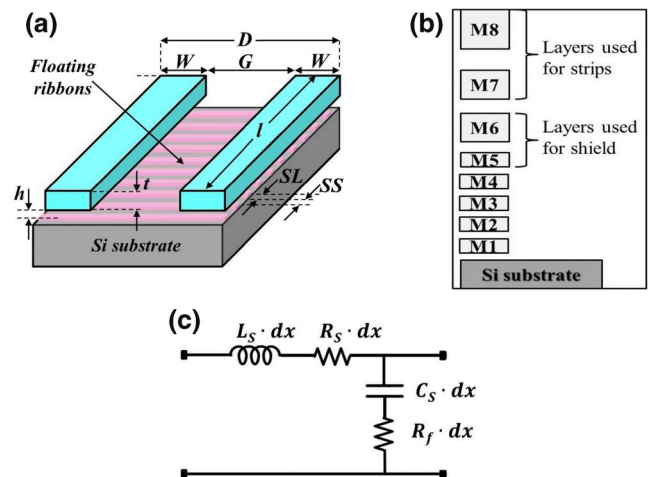 (a)
D
W G W
Floating
ribbons
l
h
t
SL
SS
Si substrate
(b)
M8
M7
Layers used
for strips
M6
M5
Layers used
for shield
M4
M3
M2
M1
Si substrate
(c)
L_S · dx
R_S · dx
C_S · dx
R_f · dx